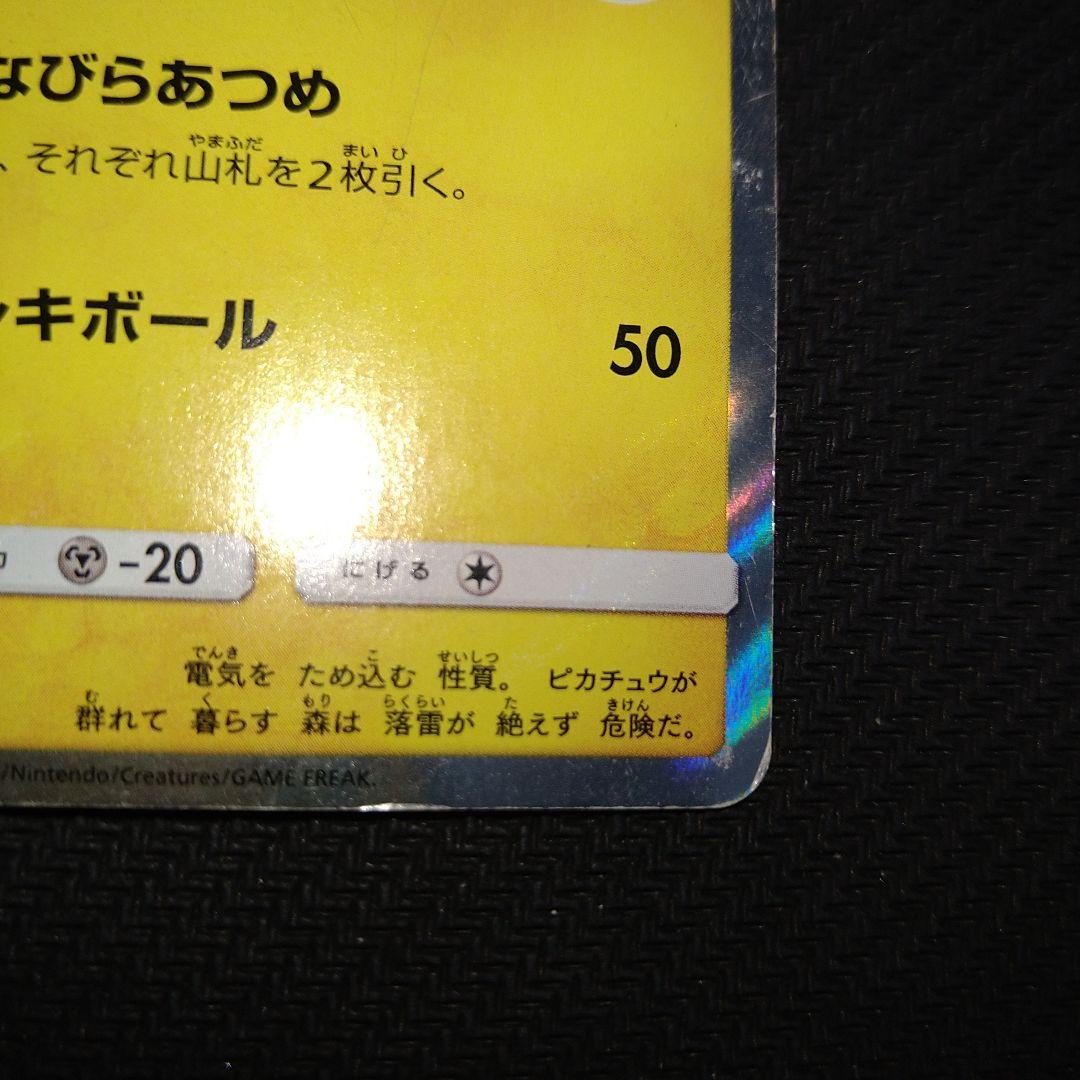 なびらあつめ
、それぞれ山札を2枚引く。
キボール
50
-20
にげる
電気を ため込む 性質。 ピカチュウが
群れて 暮らす 森は 落雷が 絶えず 危険だ。
/Nintendo/Creatures/GAME FREAK.